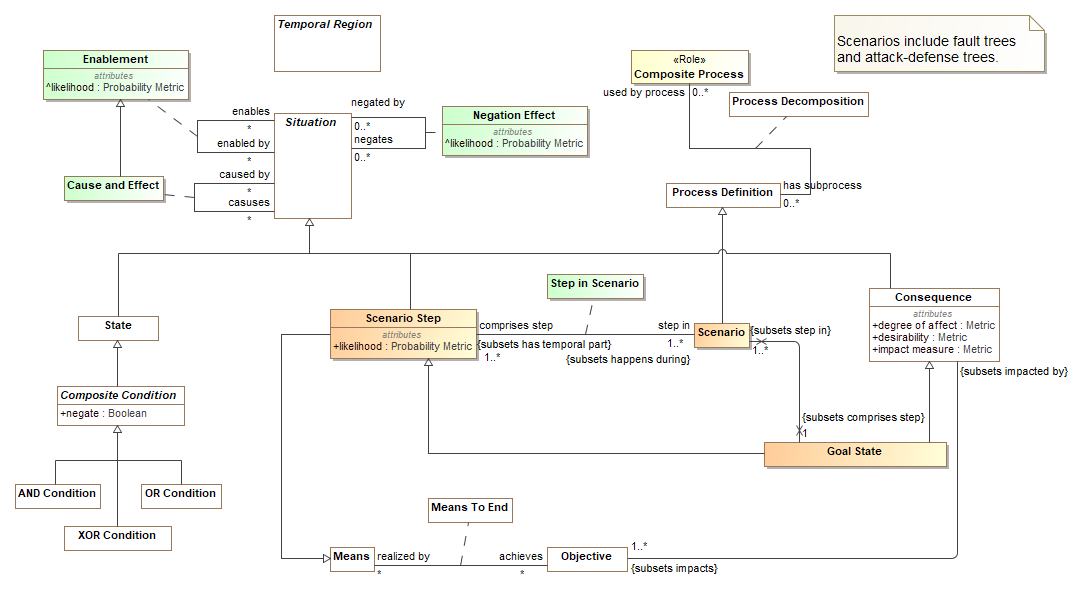 Temporal Region
Scenarios include fault trees
and attack-defense trees.
Enablement
attributes
^likelihood : Probability Metric
«Role»
Composite Process
used by process
0..*
Process Decomposition
enables
*
enabled by
*
caused by
*
casuses
*
Situation
negated by
0..*
negates
0..*
Negation Effect
attributes
^likelihood : Probability Metric
Cause and Effect
Process Definition
has subprocess
0..*
Step in Scenario
State
Scenario Step
attributes
+likelihood : Probability Metric
comprises step
{subsets has temporal part}
1..*
step in
1..*
{subsets happens during}
Scenario
{subsets step in}
1..*
Consequence
attributes
+degree of affect : Metric
+desirability : Metric
+impact measure : Metric
{subsets impacted by}
Composite Condition
+negate : Boolean
{subsets comprises step}
1
Goal State
AND Condition
OR Condition
XOR Condition
Means To End
Means
realized by
*
achieves
*
Objective
1..*
{subsets impacts}